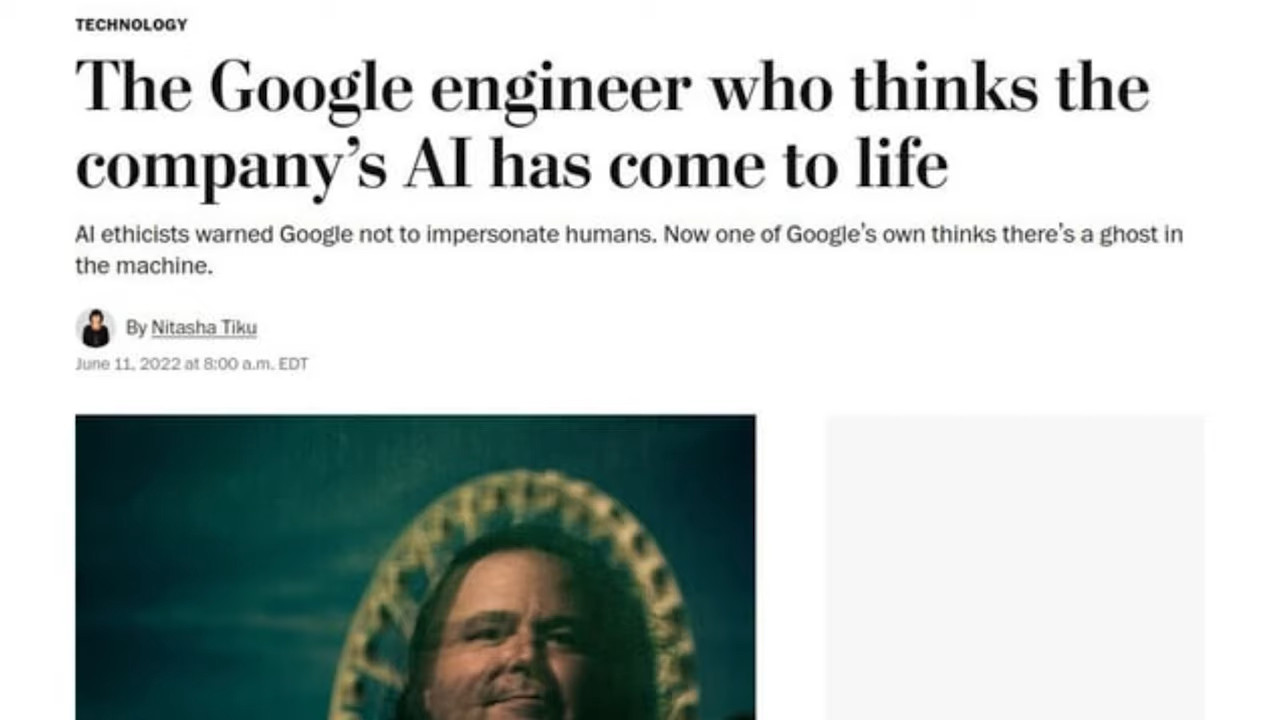 TECHNOLOGY
The Google engineer who thinks the
company’s AI has come to life
AI ethicists warned Google not to impersonate humans. Now one of Google’s own thinks there’s a ghost in
the machine.
By Nitasha Tiku
June 11, 2022 at 8:00 a.m. EDT